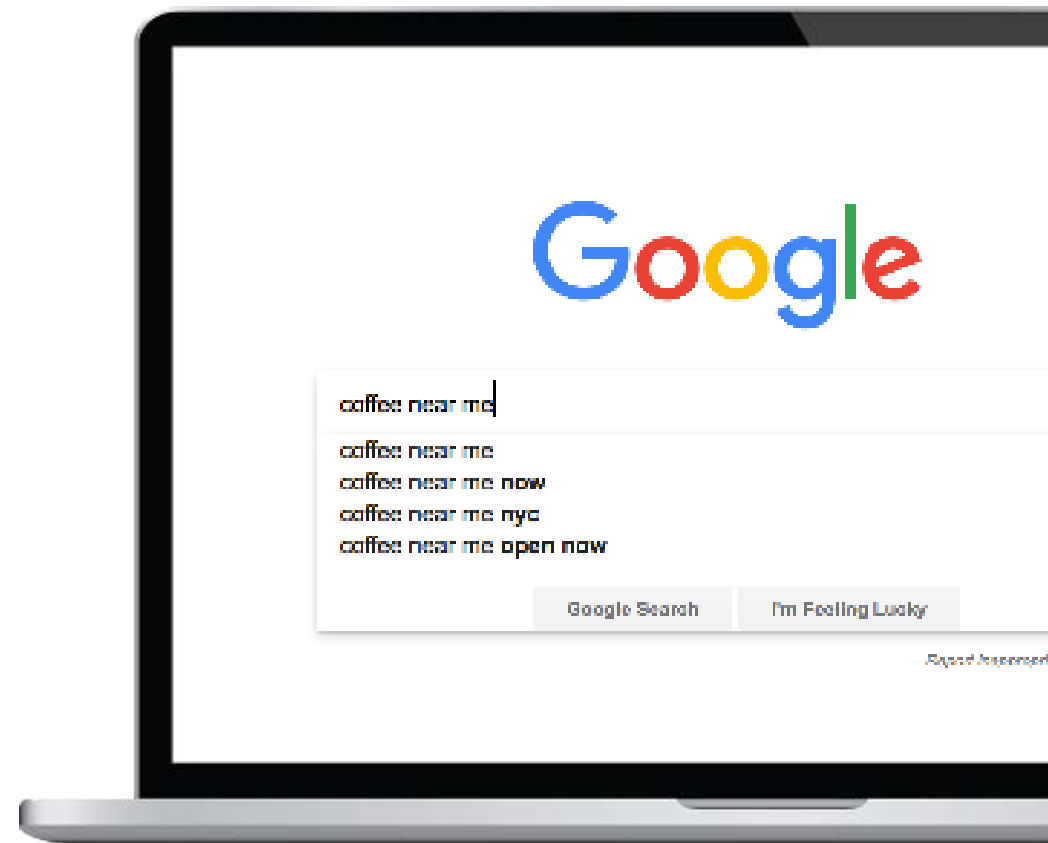 Google
coffee near me
coffee near me
coffee near me now
coffee near me nyc
coffee near me open now
Google Search I'm Feeling Lucky
Report